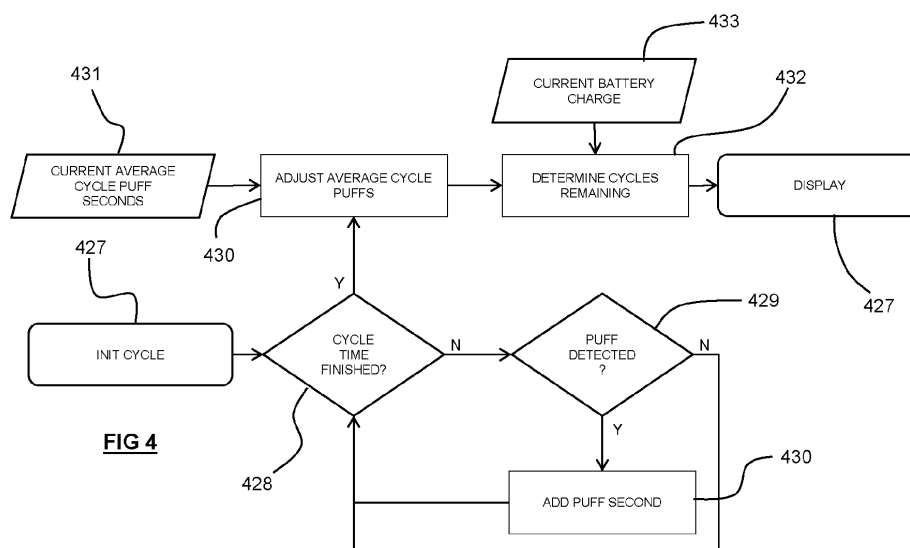 433
431
CURRENT BATTERY
CHARGE
432
CURRENT AVERAGE
CYCLE PUFF
SECONDS
ADJUST AVERAGE CYCLE
PUFFS
DETERMINE CYCLES
REMAINING
DISPLAY
430
427
427
Y
429
INIT CYCLE
CYCLE
TIME
FINISHED?
N
PUFF
DETECTED
?
N
FIG 4
428
Y
430
ADD PUFF SECOND